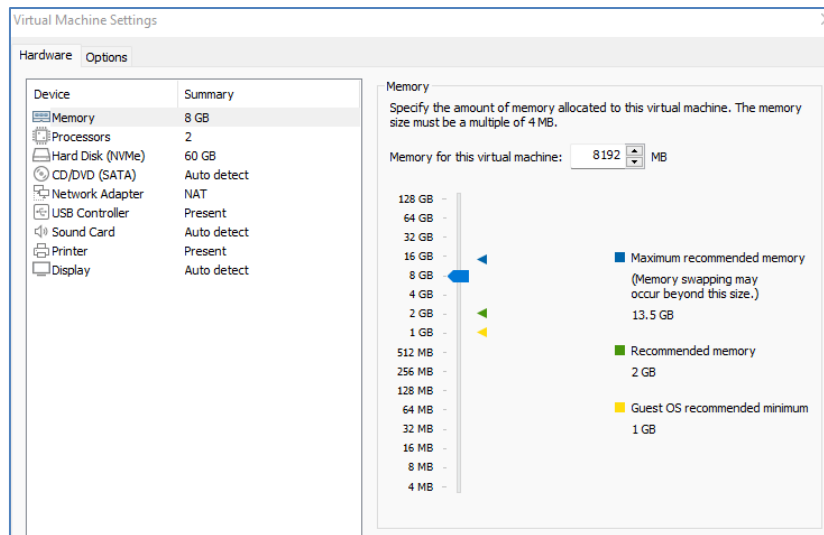 Virtual Machine Settings
Hardware Options
Device Summary
Memory 8 GB
Processors 2
Hard Disk (NVMe) 60 GB
CD/DVD (SATA) Auto detect
Network Adapter NAT
USB Controller Present
Sound Card Auto detect
Printer Present
Display Auto detect
Memory
Specify the amount of memory allocated to this virtual machine. The memory
size must be a multiple of 4 MB.
Memory for this virtual machine: 8192 MB
128 GB
64 GB
32 GB
16 GB
8 GB
4 GB
2 GB
1 GB
512 MB
256 MB
128 MB
64 MB
32 MB
16 MB
8 MB
4 MB
Maximum recommended memory
(Memory swapping may
occur beyond this size.)
13.5 GB
Recommended memory
2 GB
Guest OS recommended minimum
1 GB